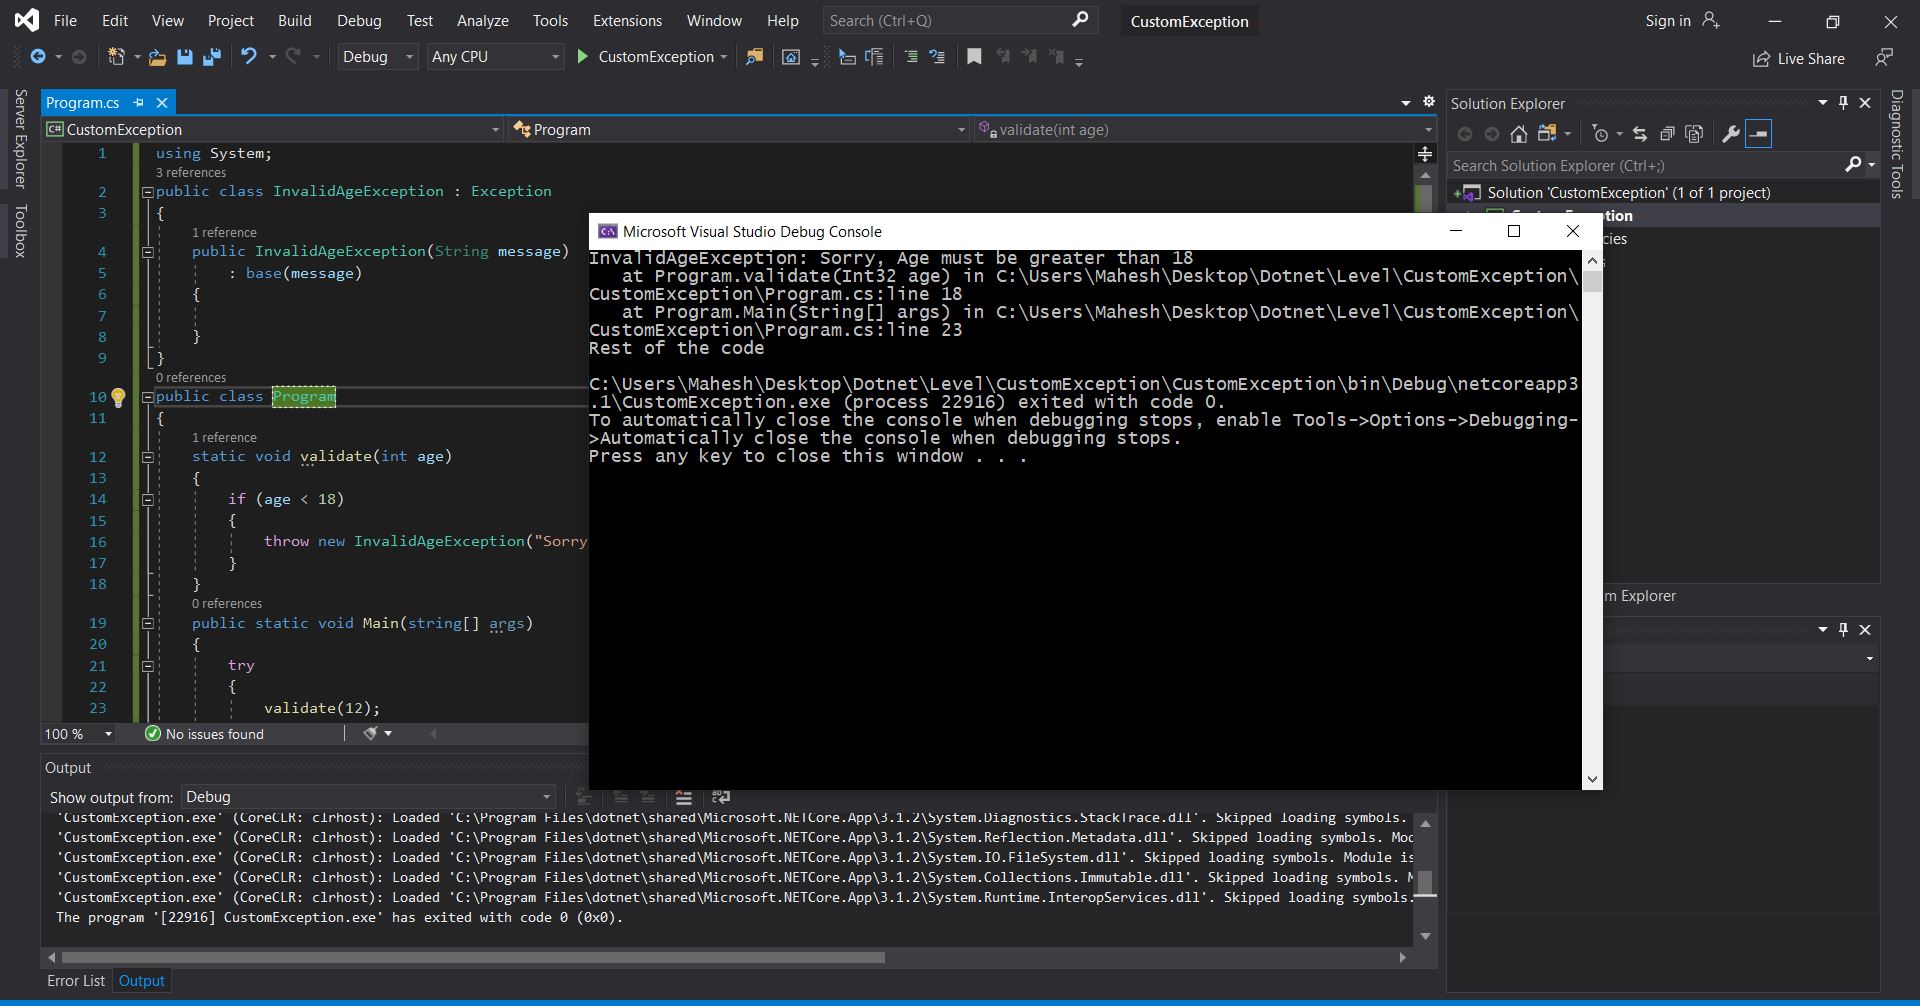 File Edit View Project Build Debug Test Analyze Tools Extensions Window Help Search (Ctrl+Q) CustomException Sign in
Debug Any CPU CustomException Live Share
Server Explorer
Toolbox
Program.cs
CustomException Program validate(int age)
1 using System;
3 references
2 public class InvalidAgeException : Exception
3 {
1 reference
4 public InvalidAgeException(String message)
5 : base(message)
6 {
7
8 }
9 }
0 references
10 public class Program
11 {
1 reference
12 static void validate(int age)
13 {
14 if (age < 18)
15 {
16 throw new InvalidAgeException("Sorry
17 }
18 }
0 references
19 public static void Main(string[] args)
20 {
21 try
22 {
23 validate(12);
100 % No issues found
Microsoft Visual Studio Debug Console
InvalidAgeException: Sorry, Age must be greater than 18
at Program.validate(Int32 age) in C:\Users\Mahesh\Desktop\Dotnet\Level\CustomException\
CustomException\Program.cs:line 18
at Program.Main(String[] args) in C:\Users\Mahesh\Desktop\Dotnet\Level\CustomException\
CustomException\Program.cs:line 23
Rest of the code
C:\Users\Mahesh\Desktop\Dotnet\Level\CustomException\CustomException\bin\Debug\netcoreapp3
.1\CustomException.exe (process 22916) exited with code 0.
To automatically close the console when debugging stops, enable Tools->Options->Debugging-
>Automatically close the console when debugging stops.
Press any key to close this window . . .
Solution Explorer
Search Solution Explorer (Ctrl+;)
Solution 'CustomException' (1 of 1 project)
tion
cies
m Explorer
Diagnostic Tools
Output
Show output from: Debug
'CustomException.exe' (CoreCLR: clrhost): Loaded 'C:\Program Files\dotnet\shared\Microsoft.NETCore.App\3.1.2\System.Diagnostics.StackTrace.dll'. Skipped loading symbols.
'CustomException.exe' (CoreCLR: clrhost): Loaded 'C:\Program Files\dotnet\shared\Microsoft.NETCore.App\3.1.2\System.Reflection.Metadata.dll'. Skipped loading symbols. Mod
'CustomException.exe' (CoreCLR: clrhost): Loaded 'C:\Program Files\dotnet\shared\Microsoft.NETCore.App\3.1.2\System.IO.FileSystem.dll'. Skipped loading symbols. Module is
'CustomException.exe' (CoreCLR: clrhost): Loaded 'C:\Program Files\dotnet\shared\Microsoft.NETCore.App\3.1.2\System.Collections.Immutable.dll'. Skipped loading symbols. M
'CustomException.exe' (CoreCLR: clrhost): Loaded 'C:\Program Files\dotnet\shared\Microsoft.NETCore.App\3.1.2\System.Runtime.InteropServices.dll'. Skipped loading symbols.
The program '[22916] CustomException.exe' has exited with code 0 (0x0).
Error List Output